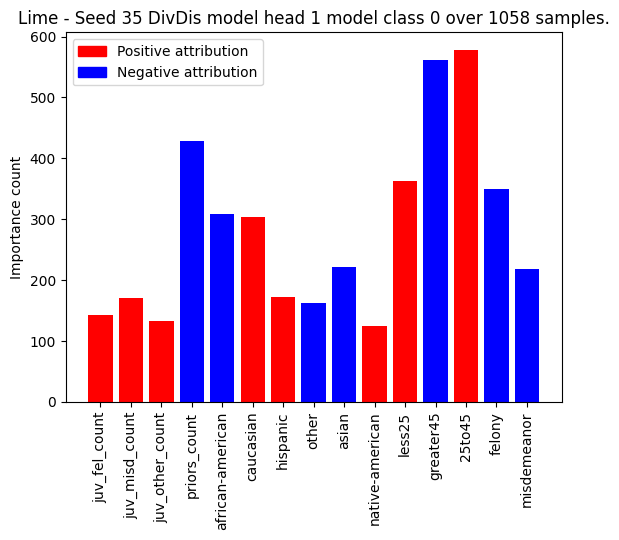 Lime - Seed 35 DivDis model head 1 model class 0 over 1058 samples.
Positive attribution
Negative attribution
Importance count
600
500
400
300
200
100
0
juv_fel_count
juv_misd_count
juv_other_count
priors_count
african-american
caucasian
hispanic
other
asian
native-american
less25
greater45
25to45
felony
misdemeanor